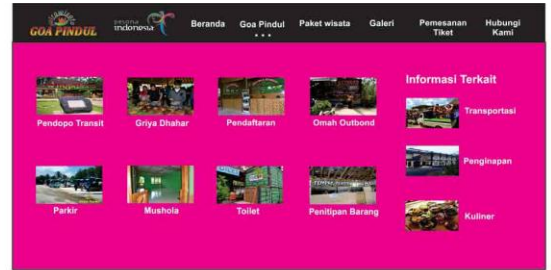 GOA PINDUL
pesona
indonesia
Beranda
Goa Pindul
Paket wisata
Galeri
Pemesanan
Tiket
Hubungi
Kami
Informasi Terkait
Pendopo Transit
Griya Dhahar
Pendaftaran
Omah Outbond
Transportasi
Penginapan
Parkir
Mushola
Toilet
Penitipan Barang
Kuliner